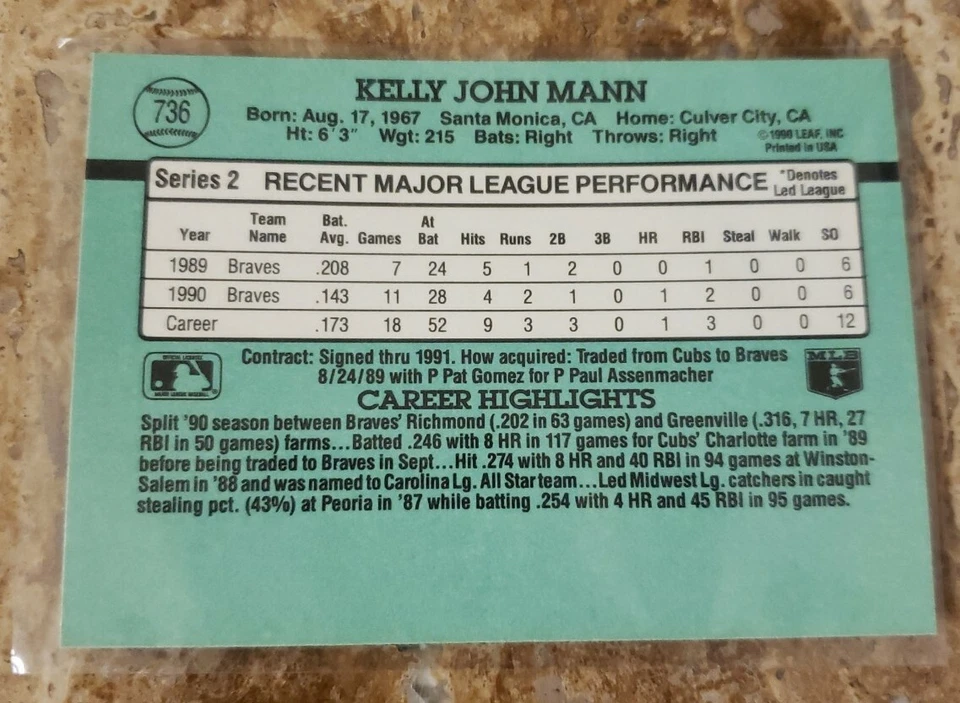 736
KELLY JOHN MANN
Born: Aug. 17, 1967 Santa Monica, CA Home: Culver City, CA
Ht: 6'3" Wgt: 215 Bats: Right Throws: Right
©1990 LEAF, INC
Printed in USA
Series 2 RECENT MAJOR LEAGUE PERFORMANCE
*Denotes
Led League
Year Team Name Bat. Avg. Games At Bat Hits Runs 2B 3B HR RBI Steal Walk SO
1989 Braves .208 7 24 5 1 2 0 0 1 0 0 6
1990 Braves .143 11 28 4 2 1 0 1 2 0 0 6
Career .173 18 52 9 3 3 0 1 3 0 0 12
Contract: Signed thru 1991. How acquired: Traded from Cubs to Braves
8/24/89 with P Pat Gomez for P Paul Assenmacher
MLB
CAREER HIGHLIGHTS
Split '90 season between Braves' Richmond (.202 in 63 games) and Greenville (.316, 7 HR, 27
RBI in 50 games) farms...Batted .246 with 8 HR in 117 games for Cubs' Charlotte farm in '89
before being traded to Braves in Sept...Hit .274 with 8 HR and 40 RBI in 94 games at Winston-
Salem in '88 and was named to Carolina Lg. All Star team...Led Midwest Lg. catchers in caught
stealing pct. (43%) at Peoria in '87 while batting .254 with 4 HR and 45 RBI in 95 games.